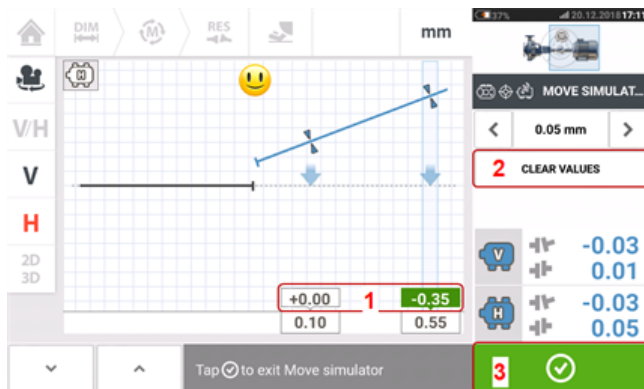 DIM
M
RES
mm
37%
20.12.2018 17:11
H
MOVE SIMULAT...
V/H
0.05 mm
V
2 CLEAR VALUES
H
2D
3D
V
-0.03
0.01
+0.00 1 -0.35
0.10 0.55
H
-0.03
0.05
Tap to exit Move simulator
3